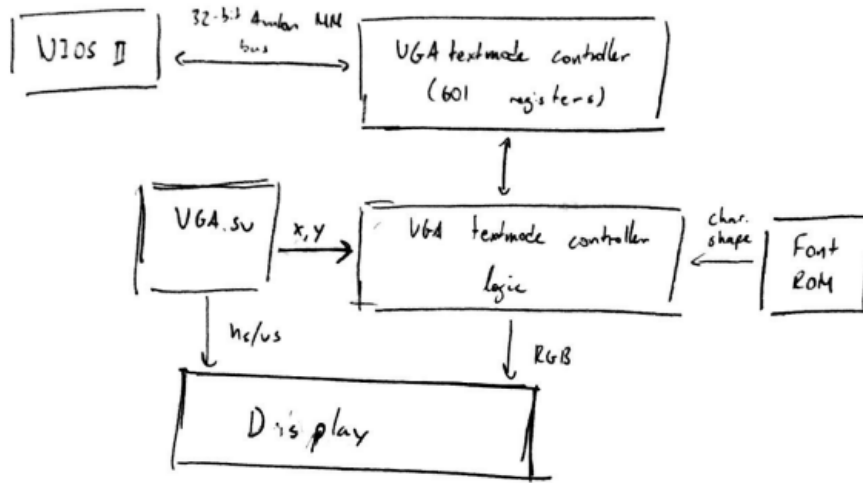 NIOS II
32-bit Avalon MM
bus
VGA textmode controller
(601 registers)
VGA.sv
x,y
VGA textmode controller
logic
char.
shape
Font
ROM
hs/vs
RGB
Display